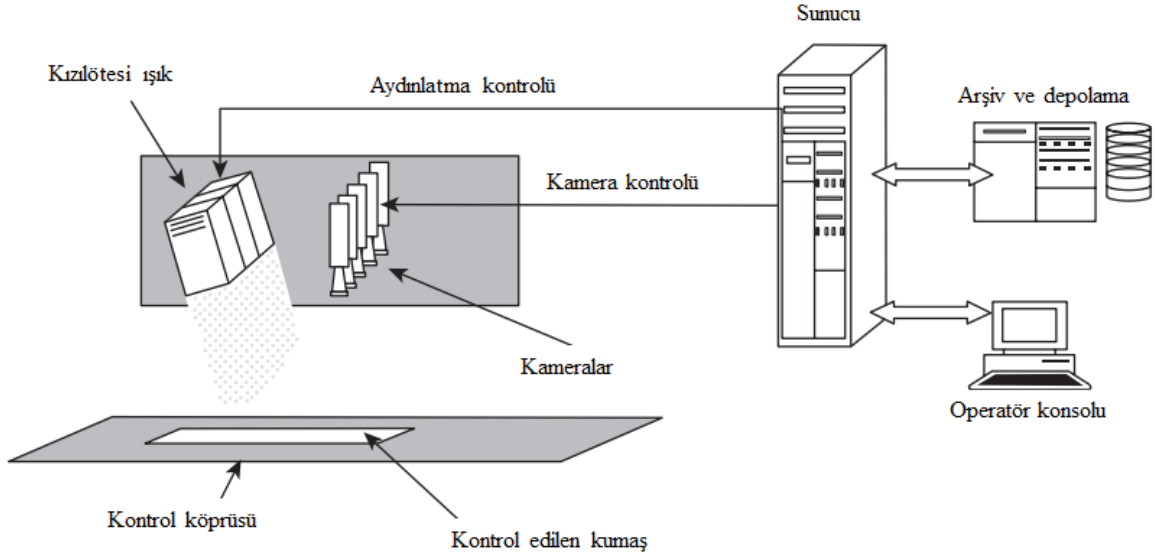 Sunucu
Kızılötesi ışık
Aydınlatma kontrolü
Arşiv ve depolama
Kamera kontrolü
Kameralar
Operatör konsolu
Kontrol köprüsü
Kontrol edilen kumaş